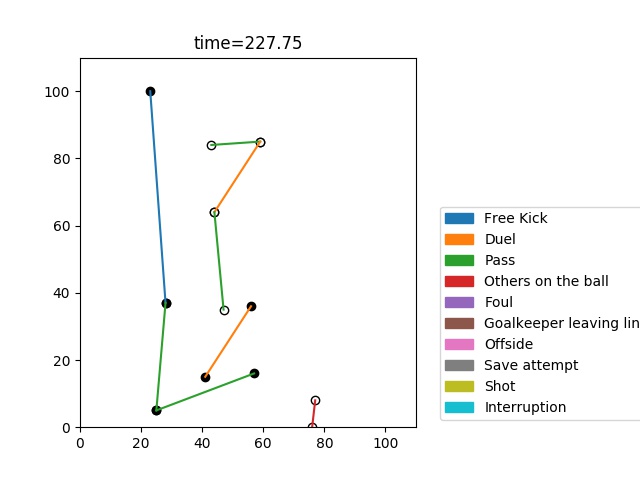 time=227.75
100
80
60
40
20
0
0 20 40 60 80 100
Free Kick
Duel
Pass
Others on the ball
Foul
Goalkeeper leaving lin
Offside
Save attempt
Shot
Interruption